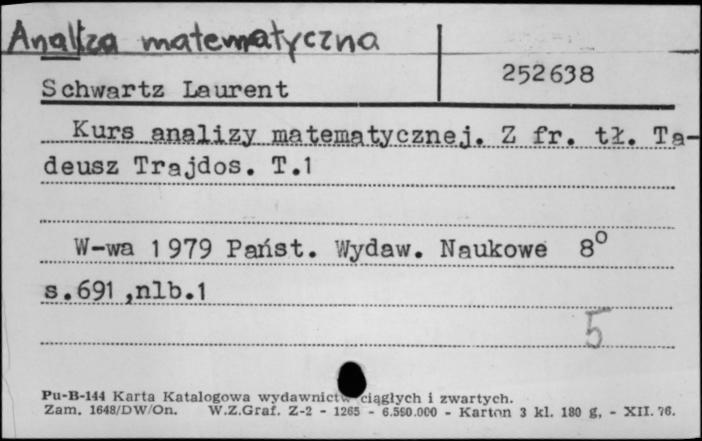 Analiza matematyczna
252638
Schwartz Laurent
Kurs analizy matematycznej. Z fr. tł. Ta-
deusz Trajdos. T.1
W-wa 1979 Państ. Wydaw. Naukowe 8°
s.691,nlb.1
5
Pu-B-144 Karta Katalogowa wydawnictw ciągłych i zwartych.
Zam. 1648/DW/On. W.Z.Graf. Z-2 - 1265 - 6.550.000 - Karton 3 kl. 180 g, - XII. 76.